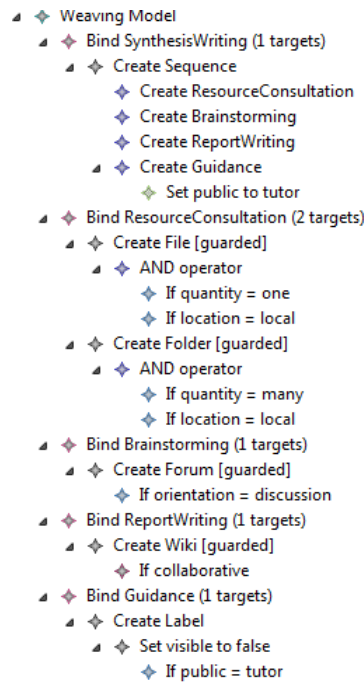 Weaving Model
Bind SynthesisWriting (1 targets)
Create Sequence
Create ResourceConsultation
Create Brainstorming
Create ReportWriting
Create Guidance
Set public to tutor
Bind ResourceConsultation (2 targets)
Create File [guarded]
AND operator
If quantity = one
If location = local
Create Folder [guarded]
AND operator
If quantity = many
If location = local
Bind Brainstorming (1 targets)
Create Forum [guarded]
If orientation = discussion
Bind ReportWriting (1 targets)
Create Wiki [guarded]
If collaborative
Bind Guidance (1 targets)
Create Label
Set visible to false
If public = tutor